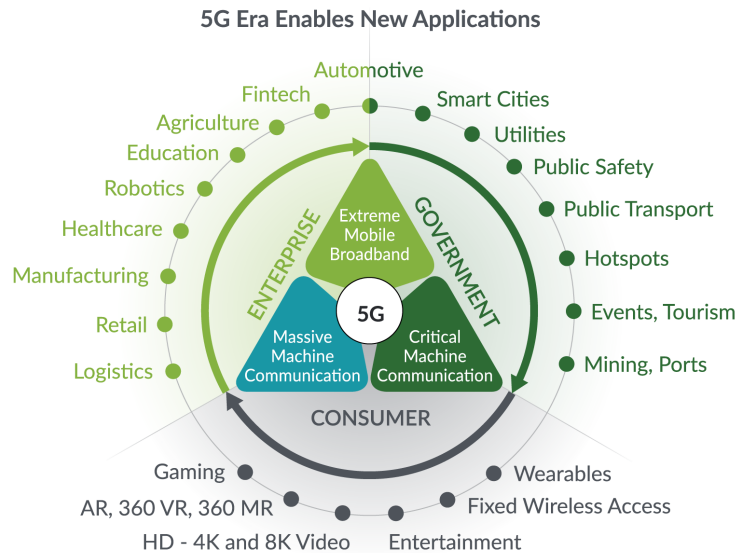 5G Era Enables New Applications
Automotive
Fintech
Agriculture
Education
Robotics
Healthcare
Manufacturing
Retail
Logistics
Smart Cities
Utilities
Public Safety
Public Transport
Hotspots
Events, Tourism
Mining, Ports
ENTERPRISE
GOVERNMENT
CONSUMER
Extreme
Mobile
Broadband
5G
Massive
Machine
Communication
Critical
Machine
Communication
Gaming
AR, 360 VR, 360 MR
HD - 4K and 8K Video
Entertainment
Fixed Wireless Access
Wearables